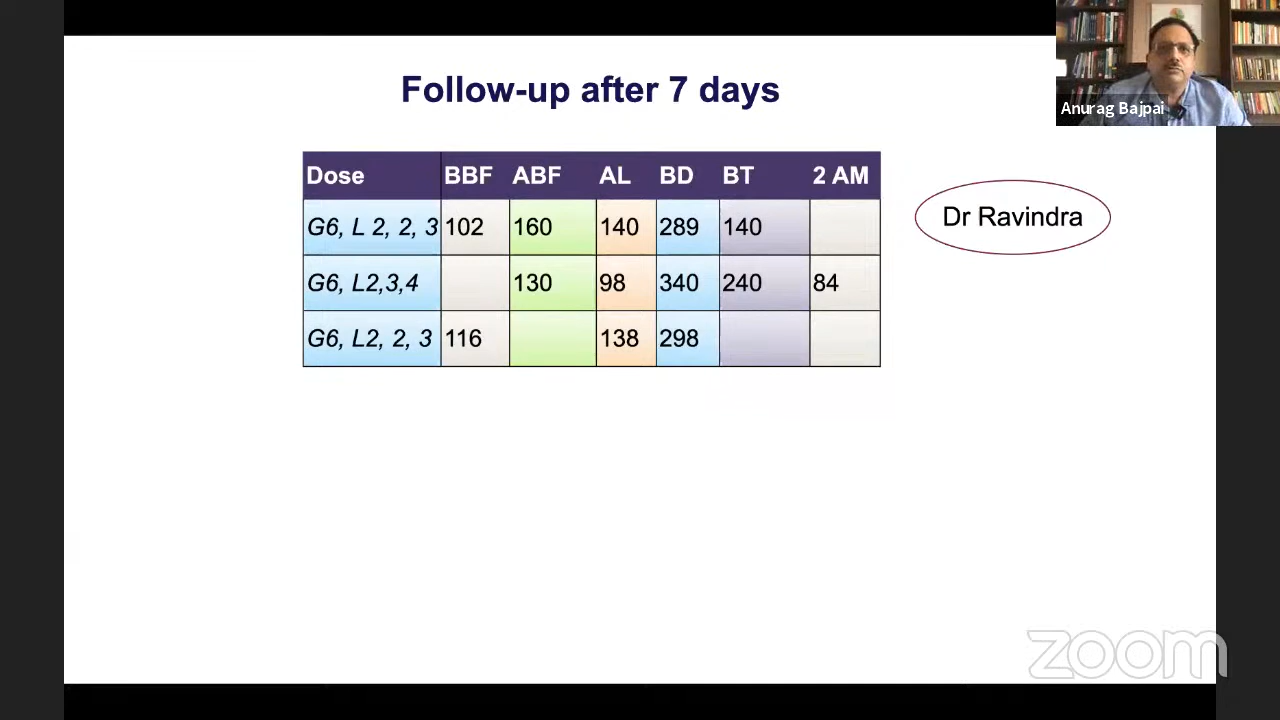 Follow-up after 7 days
Anurag Bajpai
Dose BBF ABF AL BD BT 2 AM
G6, L 2, 2, 3 102 160 140 289 140
G6, L2,3,4 130 98 340 240 84
G6, L2, 2, 3 116 138 298
Dr Ravindra
zoom